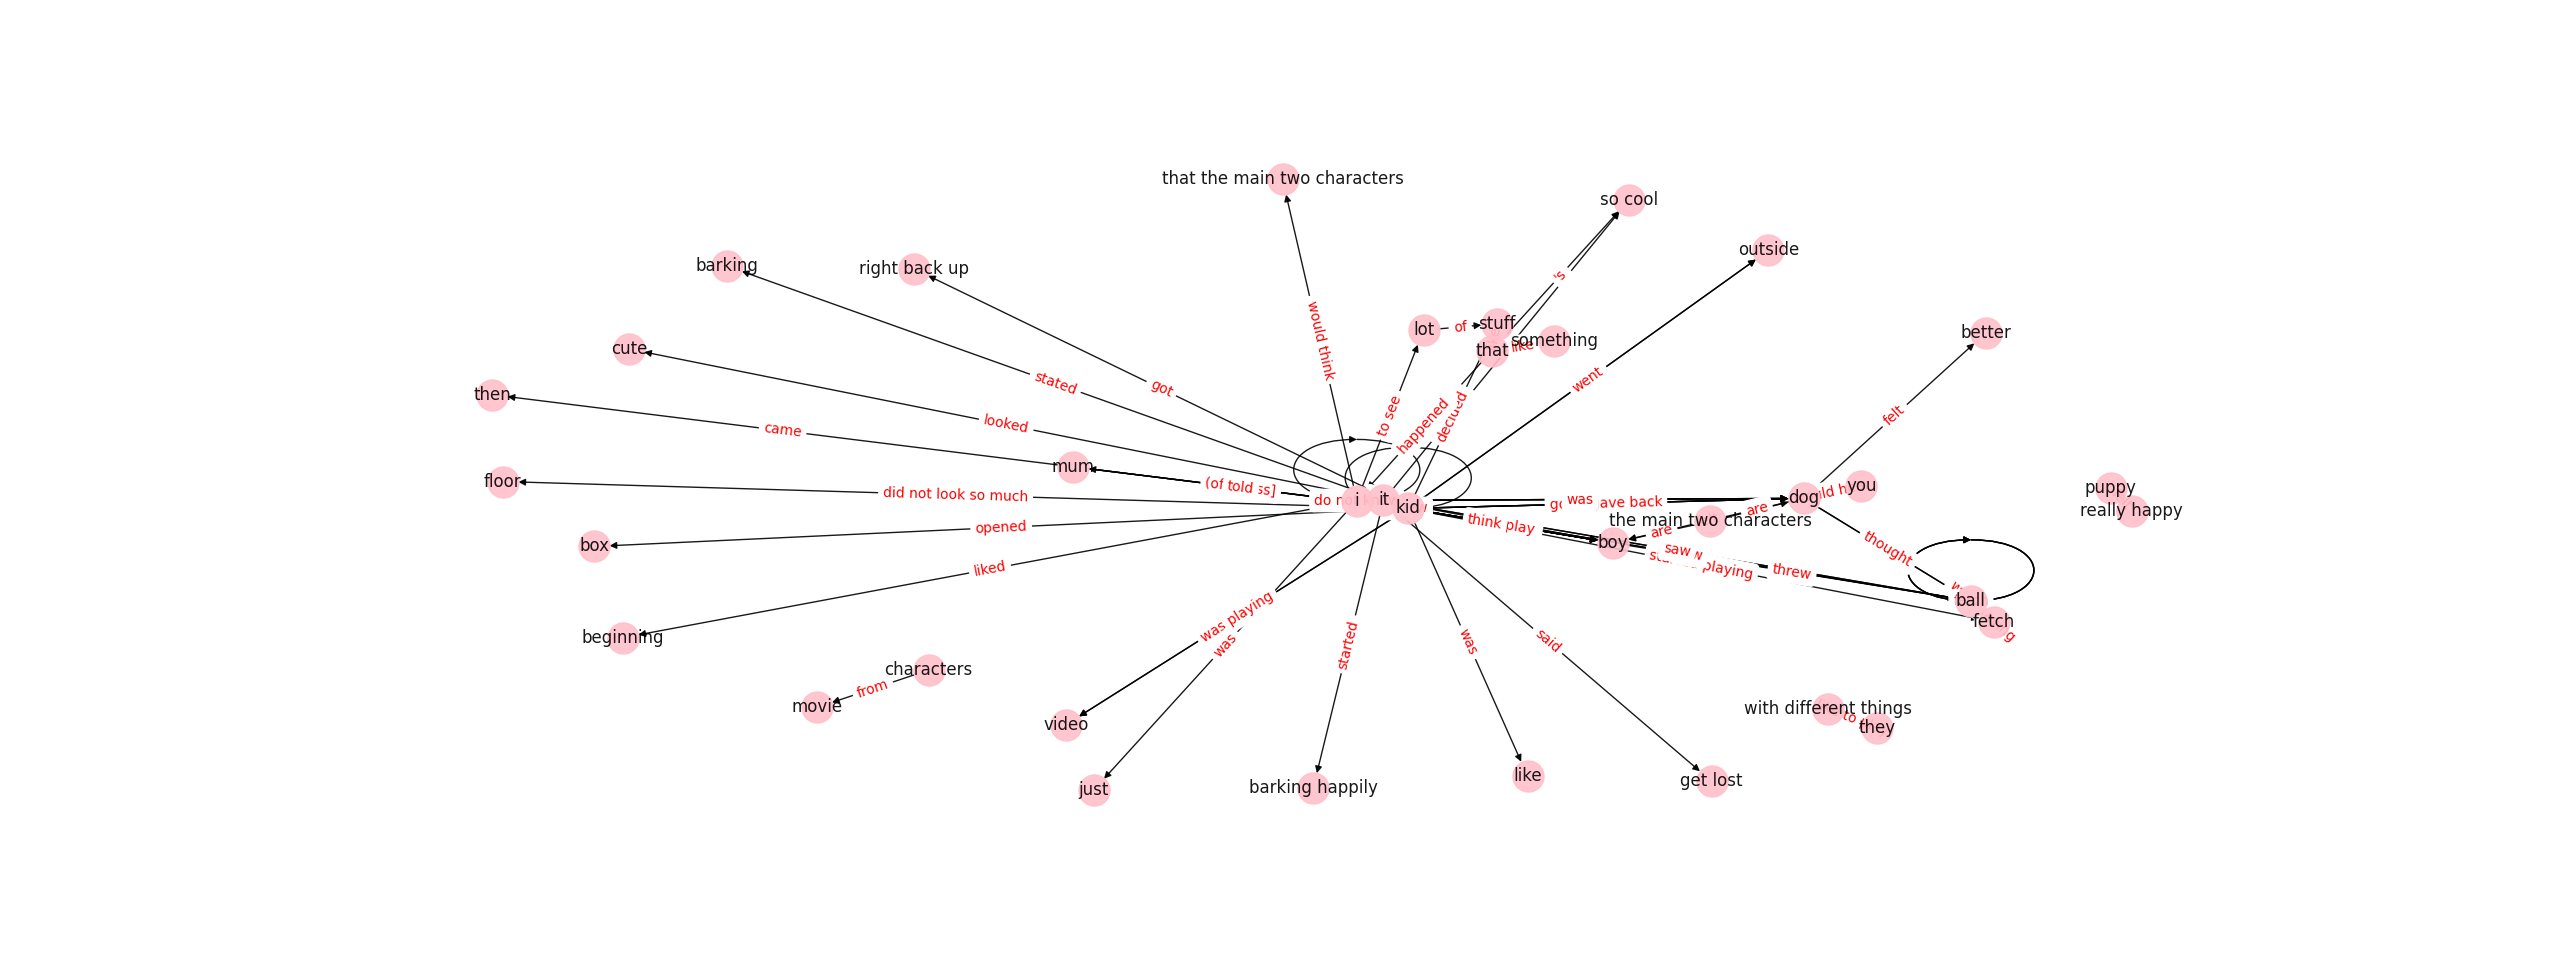 that the main two characters
so cool
outside
barking
right back up
's
would think
lot
of
stuff
something
that
like
better
cute
stated
got
went
then
looked
to see
happened
decided
felt
came
mum
floor
did not look so much
(of told ss]
i
it
kid
was
ave back
dog
you
puppy
really happy
box
opened
think play
the main two characters
are
are
boy
saw
thought
playing
threw
liked
ball
fetch
beginning
was playing
was
started
was
said
characters
from
movie
video
with different things
to
they
just
barking happily
like
get lost